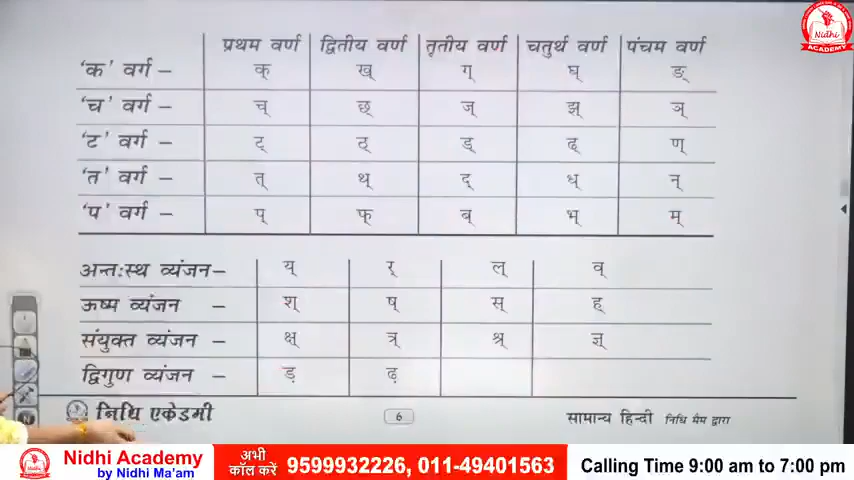 Nidhi
ACADEMY
प्रथम वर्ण द्वितीय वर्ण तृतीय वर्ण चतुर्थ वर्ण पंचम वर्ण
‘क’ वर्ग – क् ख् ग् घ् ङ्
‘च’ वर्ग – च् छ् ज् झ् ञ्
‘ट’ वर्ग – ट् ठ् ड् ढ् ण्
‘त’ वर्ग – त् थ् द् ध् न्
‘प’ वर्ग – प् फ् ब् भ् म्
अन्तःस्थ व्यंजन– य् र् ल् व्
ऊष्म व्यंजन – श् ष् स् ह्
संयुक्त व्यंजन – क्ष् त्र् श्र् ज्ञ्
द्विगुण व्यंजन – ड़ ढ़
निधि एकेडमी 6 सामान्य हिन्दी निधि मैम द्वारा
Nidhi Academy
by Nidhi Ma'am
अभी
कॉल करें
9599932226, 011-49401563
Calling Time 9:00 am to 7:00 pm